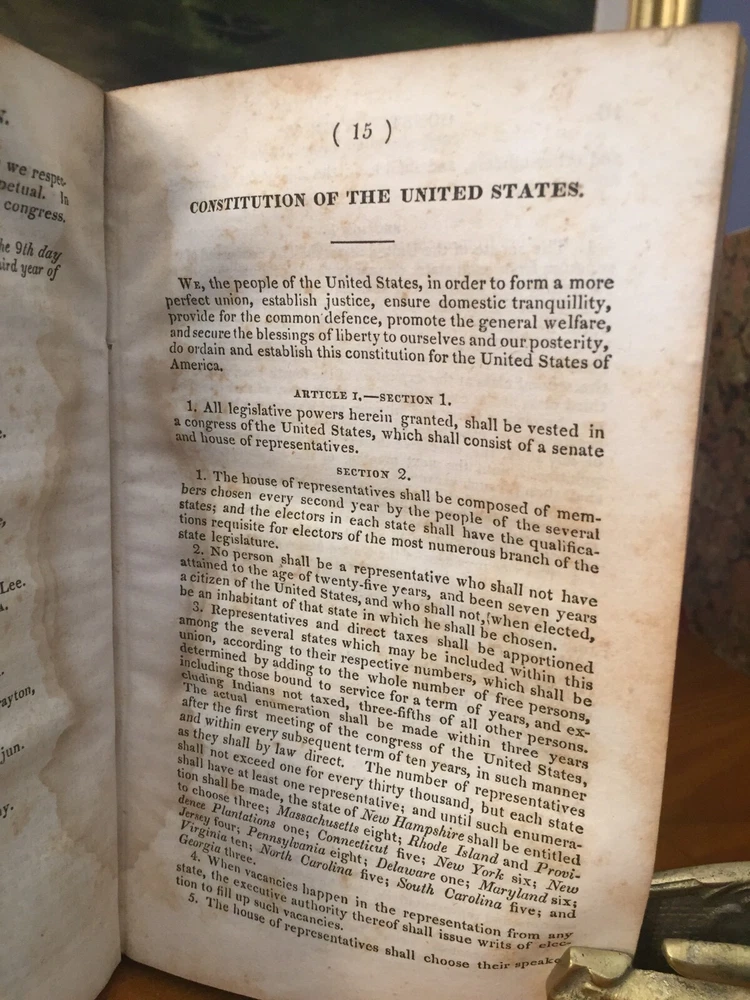 we respec
petual. In
congress.
he 9th day
ird year of
Lee.
ayton,
jun.
( 15 )
CONSTITUTION OF THE UNITED STATES.
WE, the people of the United States, in order to form a more
perfect union, establish justice, ensure domestic tranquillity,
provide for the common defence, promote the general welfare,
and secure the blessings of liberty to ourselves and our posterity,
do ordain and establish this constitution for the United States of
America.
ARTICLE I.—SECTION 1.
1. All legislative powers herein granted, shall be vested in
a congress of the United States, which shall consist of a senate
and house of representatives.
SECTION 2.
1. The house of representatives shall be composed of mem-
bers chosen every second year by the people of the several
states; and the electors in each state shall have the qualifica-
tions requisite for electors of the most numerous branch of the
state legislature.
2. No person shall be a representative who shall not have
attained to the age of twenty-five years, and been seven years
a citizen of the United States, and who shall not, when elected,
be an inhabitant of that state in which he shall be chosen.
3. Representatives and direct taxes shall be apportioned
among the several states which may be included within this
union, according to their respective numbers, which shall be
determined by adding to the whole number of free persons,
including those bound to service for a term of years, and ex-
cluding Indians not taxed, three-fifths of all other persons.
The actual enumeration shall be made within three years
after the first meeting of the congress of the United States,
and within every subsequent term of ten years, in such manner
as they shall by law direct. The number of representatives
shall not exceed one for every thirty thousand, but each state
shall have at least one representative; and until such enumera-
tion shall be made, the state of New Hampshire shall be entitled
to choose three; Massachusetts eight; Rhode Island and Provi-
dence Plantations one; Connecticut five; New York six; New
Jersey four; Pennsylvania eight; Delaware one; Maryland six;
Virginia ten; North Carolina five; South Carolina five; and
Georgia three.
4. When vacancies happen in the representation from any
state, the executive authority thereof shall issue writs of elec-
tion to fill up such vacancies.
5. The house of representatives shall choose their speake